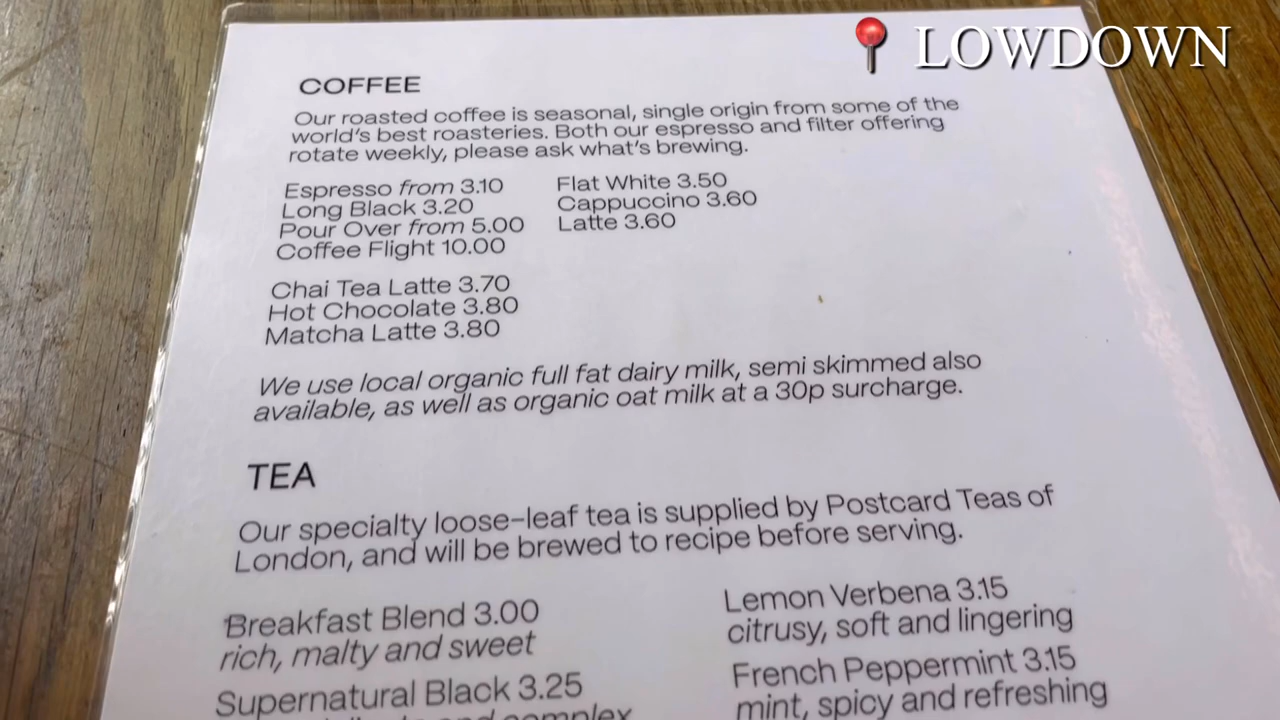 LOWDOWN
COFFEE
Our roasted coffee is seasonal, single origin from some of the
world's best roasteries. Both our espresso and filter offering
rotate weekly, please ask what's brewing.
Espresso from 3.10
Long Black 3.20
Pour Over from 5.00
Coffee Flight 10.00
Flat White 3.50
Cappuccino 3.60
Latte 3.60
Chai Tea Latte 3.70
Hot Chocolate 3.80
Matcha Latte 3.80
We use local organic full fat dairy milk, semi skimmed also
available, as well as organic oat milk at a 30p surcharge.
TEA
Our specialty loose-leaf tea is supplied by Postcard Teas of
London, and will be brewed to recipe before serving.
Breakfast Blend 3.00
rich, malty and sweet
Supernatural Black 3.25
and complex
Lemon Verbena 3.15
citrusy, soft and lingering
French Peppermint 3.15
mint, spicy and refreshing